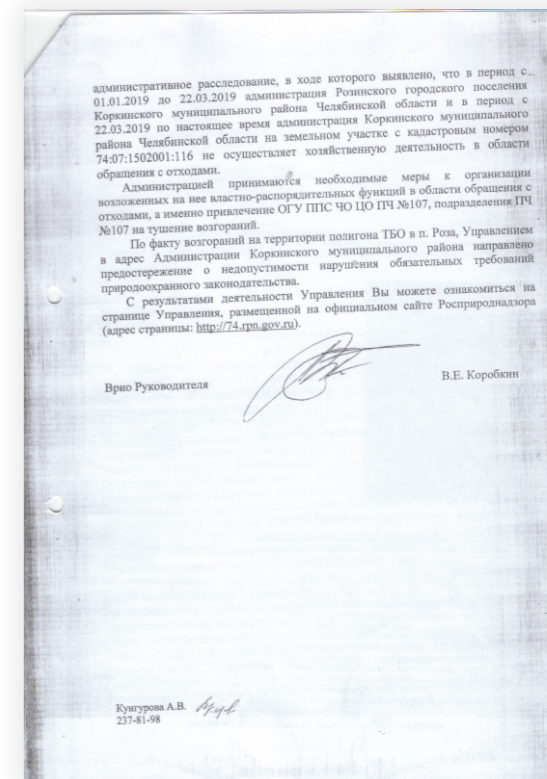 административное расследование, в ходе которого выявлено, что в период с
01.01.2019 до 22.03.2019 администрация Розинского городского поселения
Коркинского муниципального района Челябинской области и в период с
22.03.2019 по настоящее время администрация Коркинского муниципального
района Челябинской области на земельном участке с кадастровым номером
74:07:1502001:116 не осуществляет хозяйственную деятельность в области
обращения с отходами.
Администрацией принимаются необходимые меры к организации
возложенных на нее властно-распорядительных функций в области обращения с
отходами, а именно привлечение ОГУ ППС ЧО ЦО ПЧ №107, подразделения ПЧ
№107 на тушение возгораний.
По факту возгораний на территории полигона ТБО в п. Роза, Управлением
в адрес Администрации Коркинского муниципального района направлено
предостережение о недопустимости нарушения обязательных требований
природоохранного законодательства.
С результатами деятельности Управления Вы можете ознакомиться на
странице Управления, размещенной на официальном сайте Росприроднадзора
(адрес страницы: http://74.rpn.gov.ru).
Врио Руководителя В.Е. Коробкин
Кунгурова А.В.
237-81-98